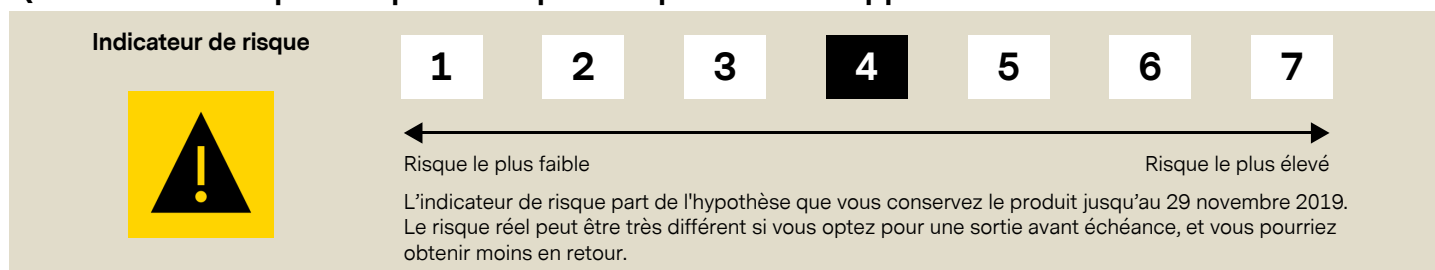 Indicateur de risque
1 2 3 4 5 6 7
Risque le plus faible Risque le plus élevé
L'indicateur de risque part de l'hypothèse que vous conservez le produit jusqu'au 29 novembre 2019.
Le risque réel peut être très différent si vous optez pour une sortie avant échéance, et vous pourriez
obtenir moins en retour.